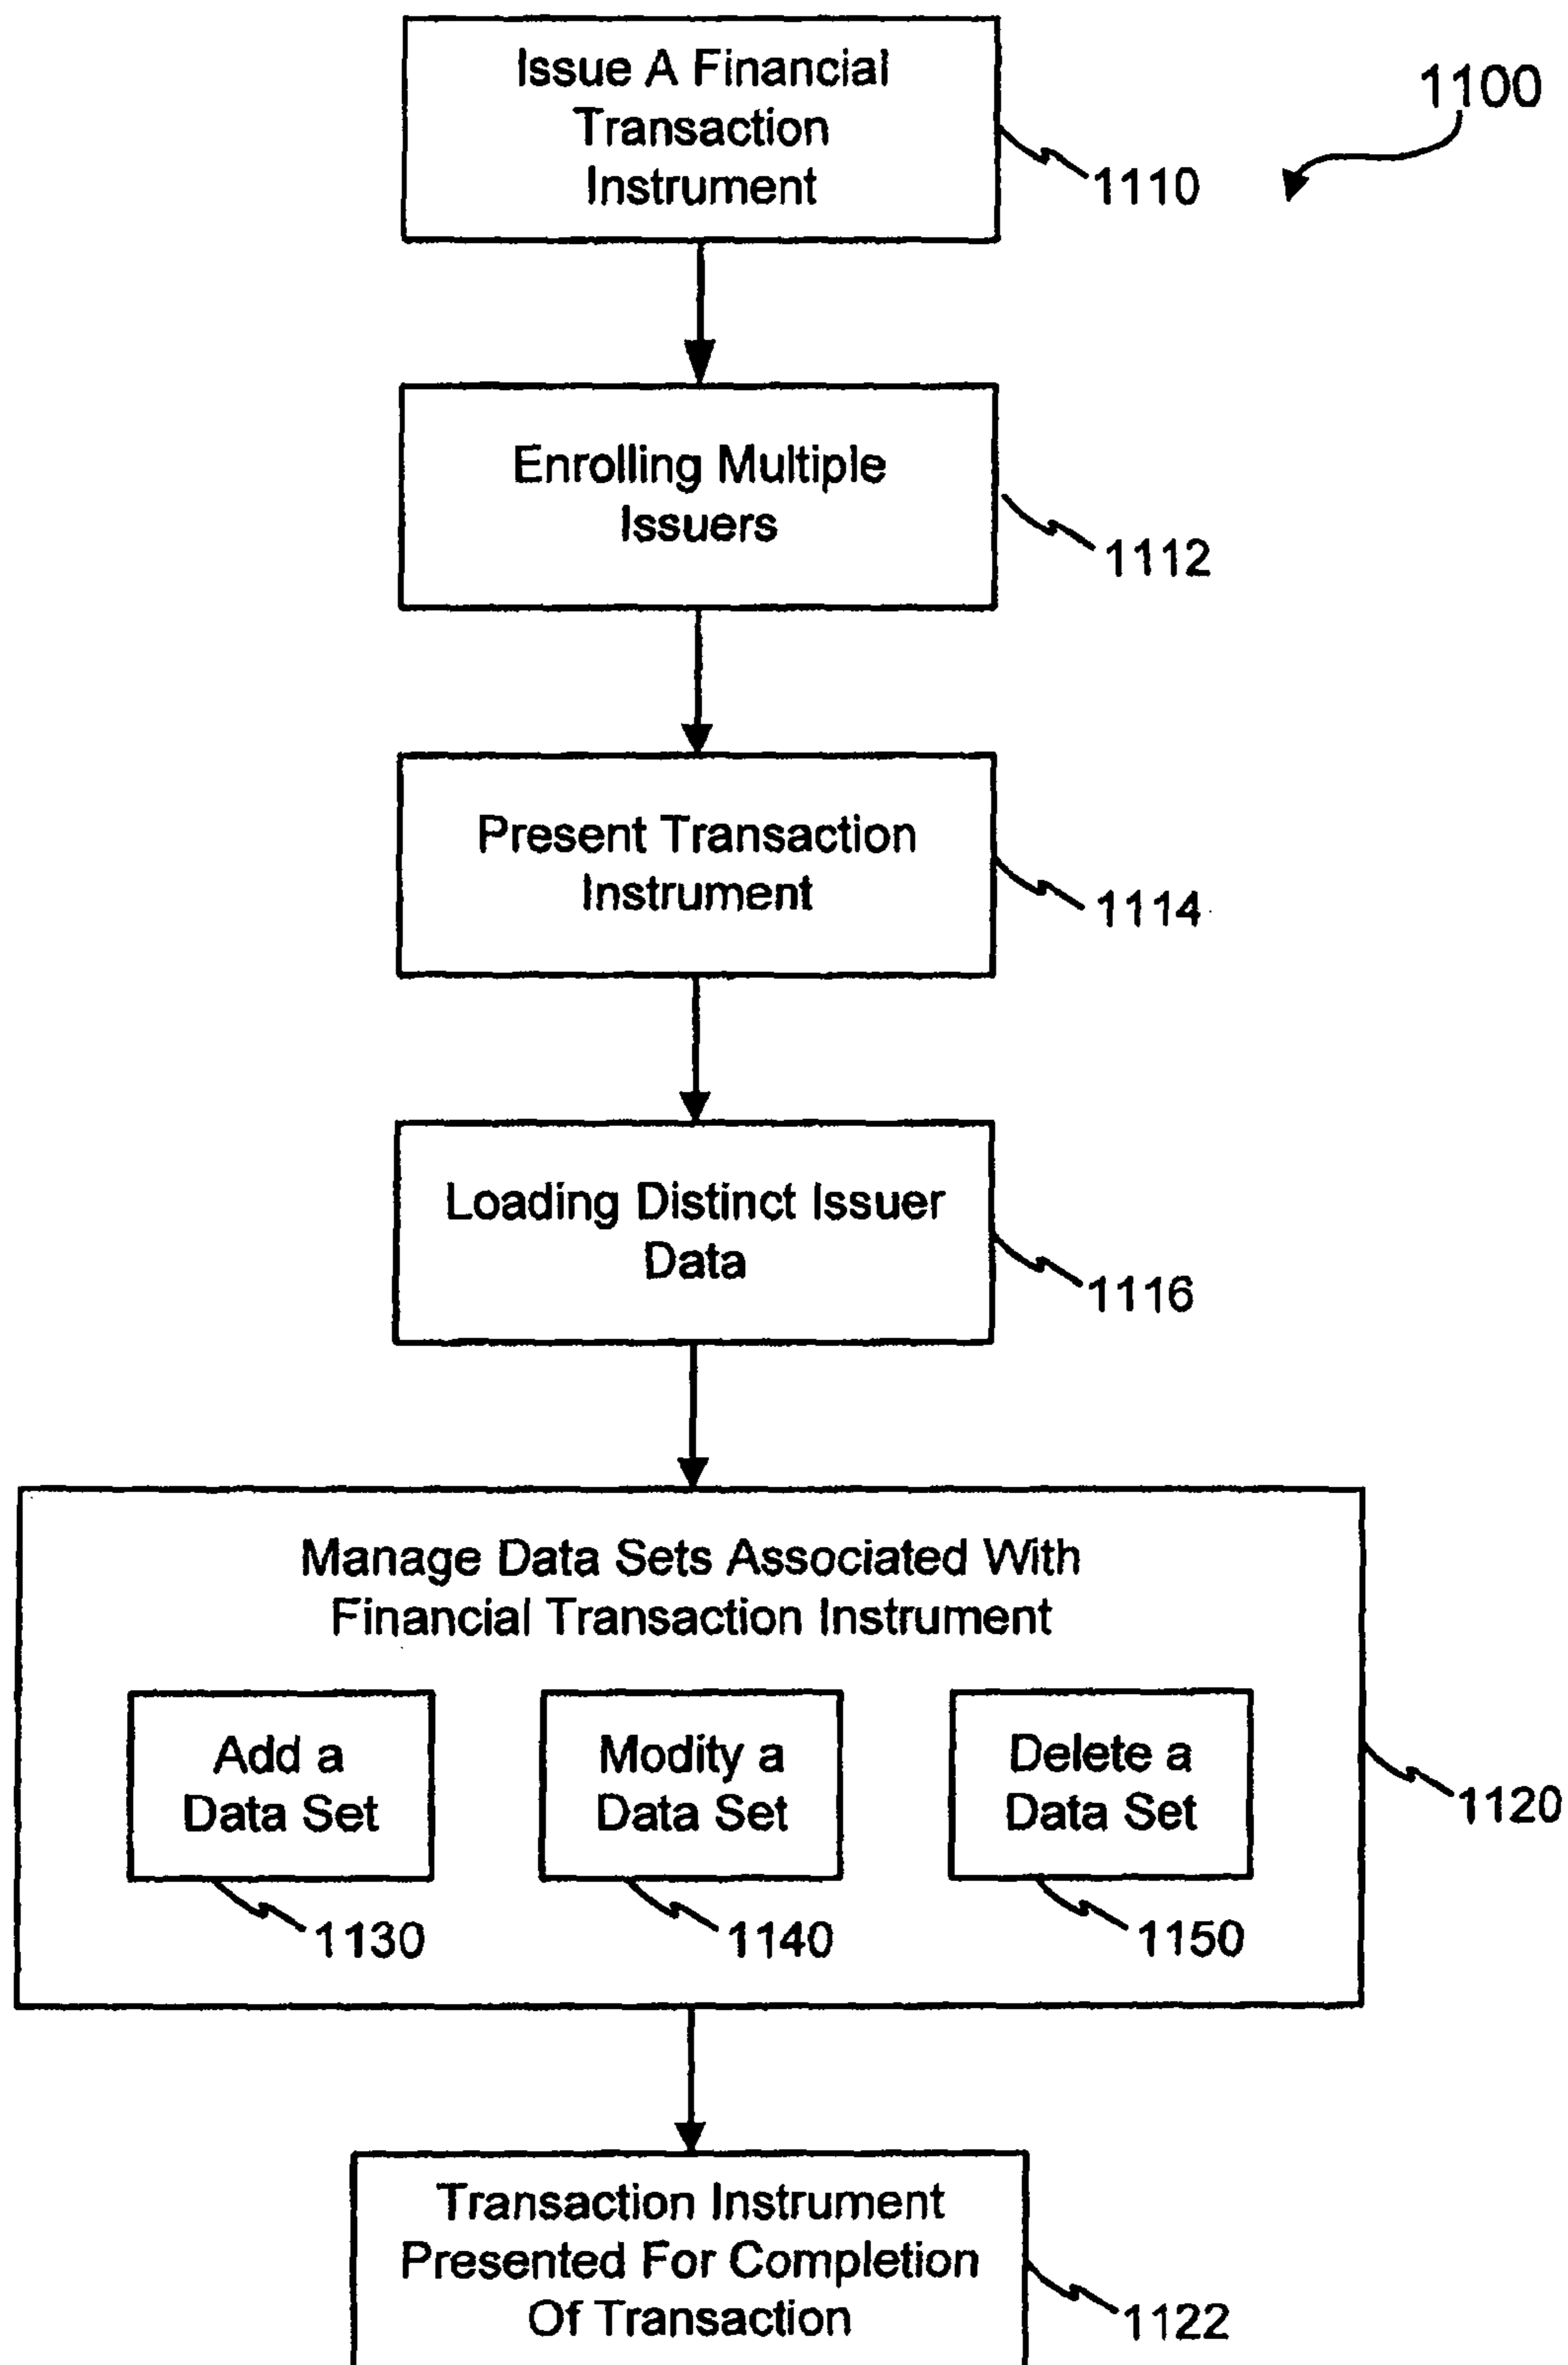 Issue A Financial
Transaction
Instrument
1100
1110
Enrolling Multiple
Issuers
1112
Present Transaction
Instrument
1114
Loading Distinct Issuer
Data
1116
Manage Data Sets Associated With
Financial Transaction Instrument
Add a
Data Set
Modity a
Data Set
Delete a
Data Set
1120
1130
1140
1150
Transaction Instrument
Presented For Completion
Of Transaction
1122